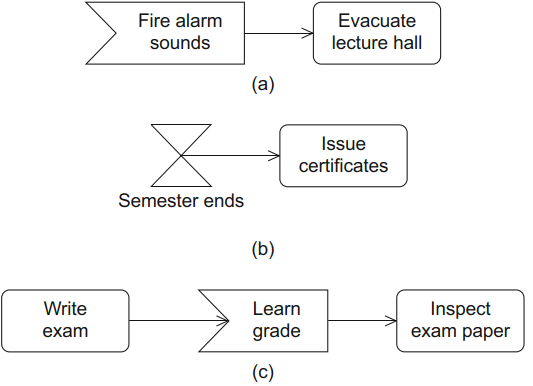 Fire alarm
sounds
Evacuate
lecture hall
(a)
Issue
certificates
Semester ends
(b)
Write
exam
Learn
grade
Inspect
exam paper
(c)